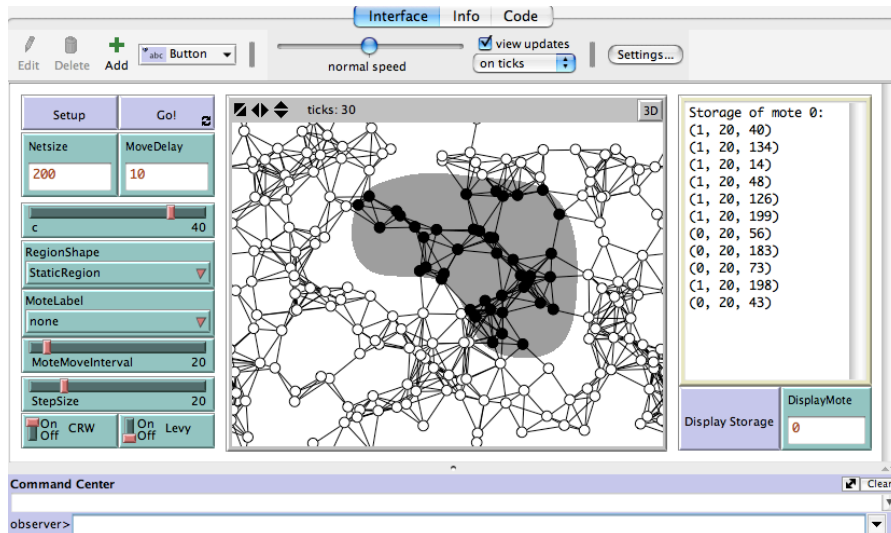 Interface Info Code
Edit Delete Add abc Button normal speed view updates on ticks Settings...
Setup Go!
Netsize MoveDelay
200 10
c 40
RegionShape
StaticRegion
MoteLabel
none
MoteMoveInterval 20
StepSize 20
On Off CRW On Off Levy
ticks: 30 3D
Storage of mote 0:
(1, 20, 40)
(1, 20, 134)
(1, 20, 14)
(1, 20, 48)
(1, 20, 126)
(1, 20, 199)
(0, 20, 56)
(0, 20, 183)
(0, 20, 73)
(1, 20, 198)
(0, 20, 43)
Display Storage
DisplayMote
0
Command Center Clear
observer>